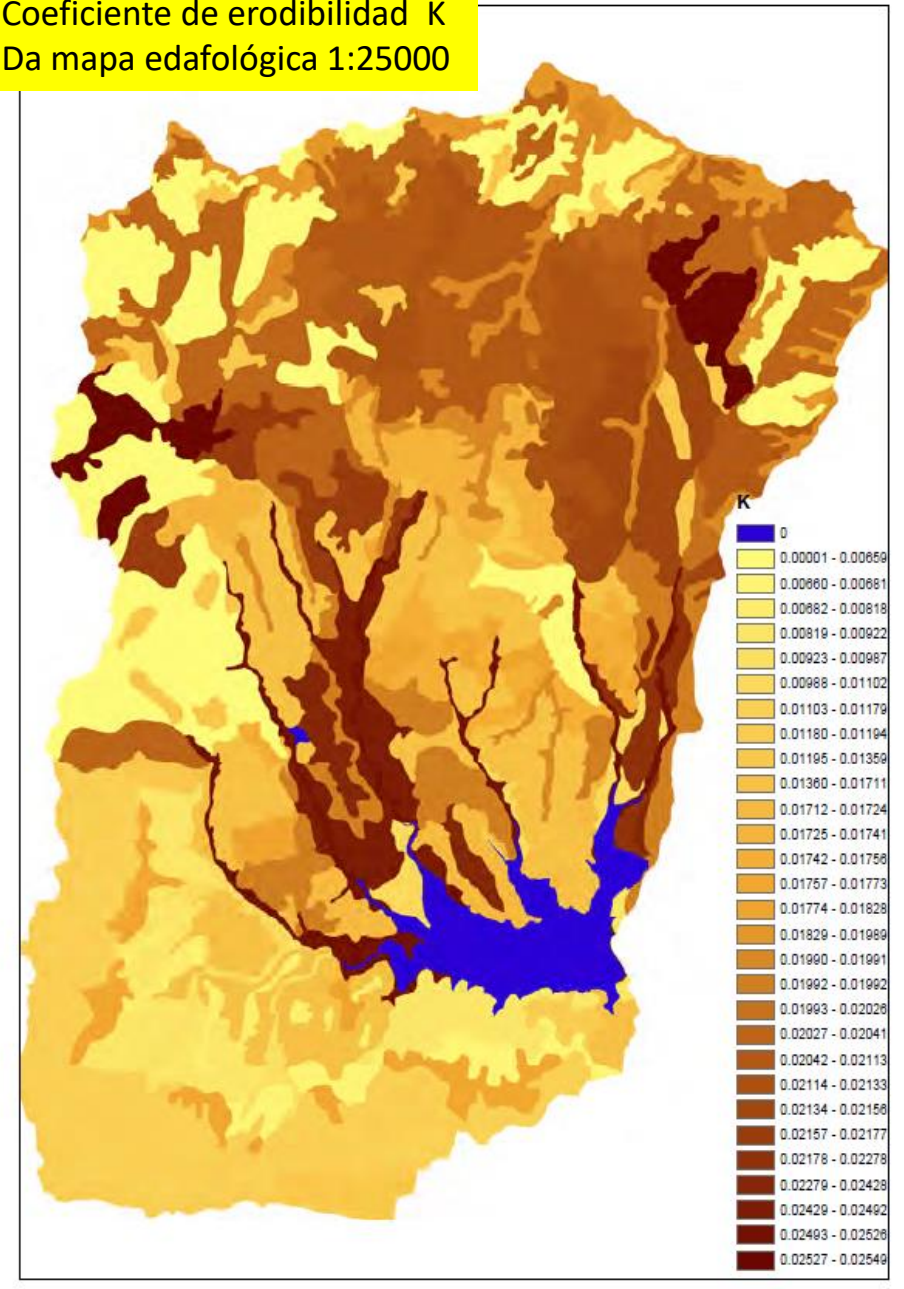 Coeficiente de erodibilidad K
Da mapa edafológica 1:25000
K
0
0.00001 - 0.00659
0.00660 - 0.00681
0.00682 - 0.00818
0.00819 - 0.00922
0.00923 - 0.00987
0.00988 - 0.01102
0.01103 - 0.01179
0.01180 - 0.01194
0.01195 - 0.01359
0.01360 - 0.01711
0.01712 - 0.01724
0.01725 - 0.01741
0.01742 - 0.01756
0.01757 - 0.01773
0.01774 - 0.01828
0.01829 - 0.01989
0.01990 - 0.01991
0.01992 - 0.01992
0.01993 - 0.02026
0.02027 - 0.02041
0.02042 - 0.02113
0.02114 - 0.02133
0.02134 - 0.02156
0.02157 - 0.02177
0.02178 - 0.02278
0.02279 - 0.02428
0.02429 - 0.02492
0.02493 - 0.02526
0.02527 - 0.02549